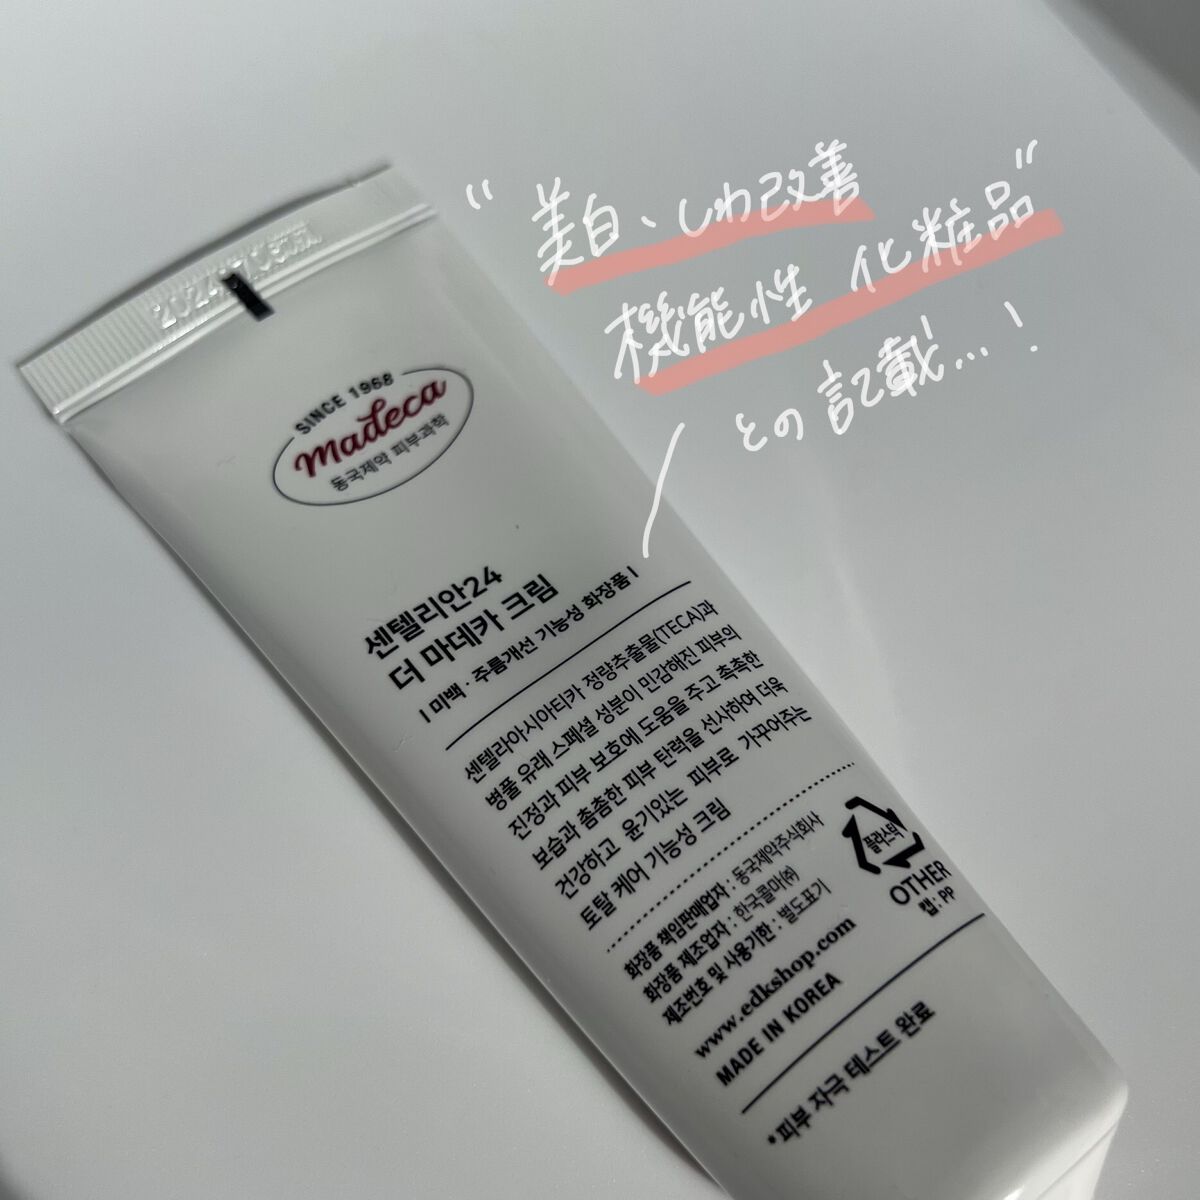 "美白、しわ改善
機能性 化粧品"
との記載…!
SINCE 1968
madeca
동국제약 피부과학
센텔리안24
더 마데카 크림
| 미백·주름개선 기능성 화장품 |
센텔라아시아티카 정량추출물(TECA)과
병풀 유래 스페셜 성분이 민감해진 피부의
진정과 피부 보호에 도움을 주고 촉촉한
보습과 촘촘한 피부 탄력을 선사하여 더욱
건강하고 윤기있는 피부로 가꾸어주는
토탈 케어 기능성 크림
화장품 책임판매업자 : 동국제약주식회사
화장품 제조업자 : 한국콜마㈜
제조번호 및 사용기한 : 별도표기
www.edkshop.com
MADE IN KOREA
플라스틱
OTHER
캡 : PP
*피부 자극 테스트 완료